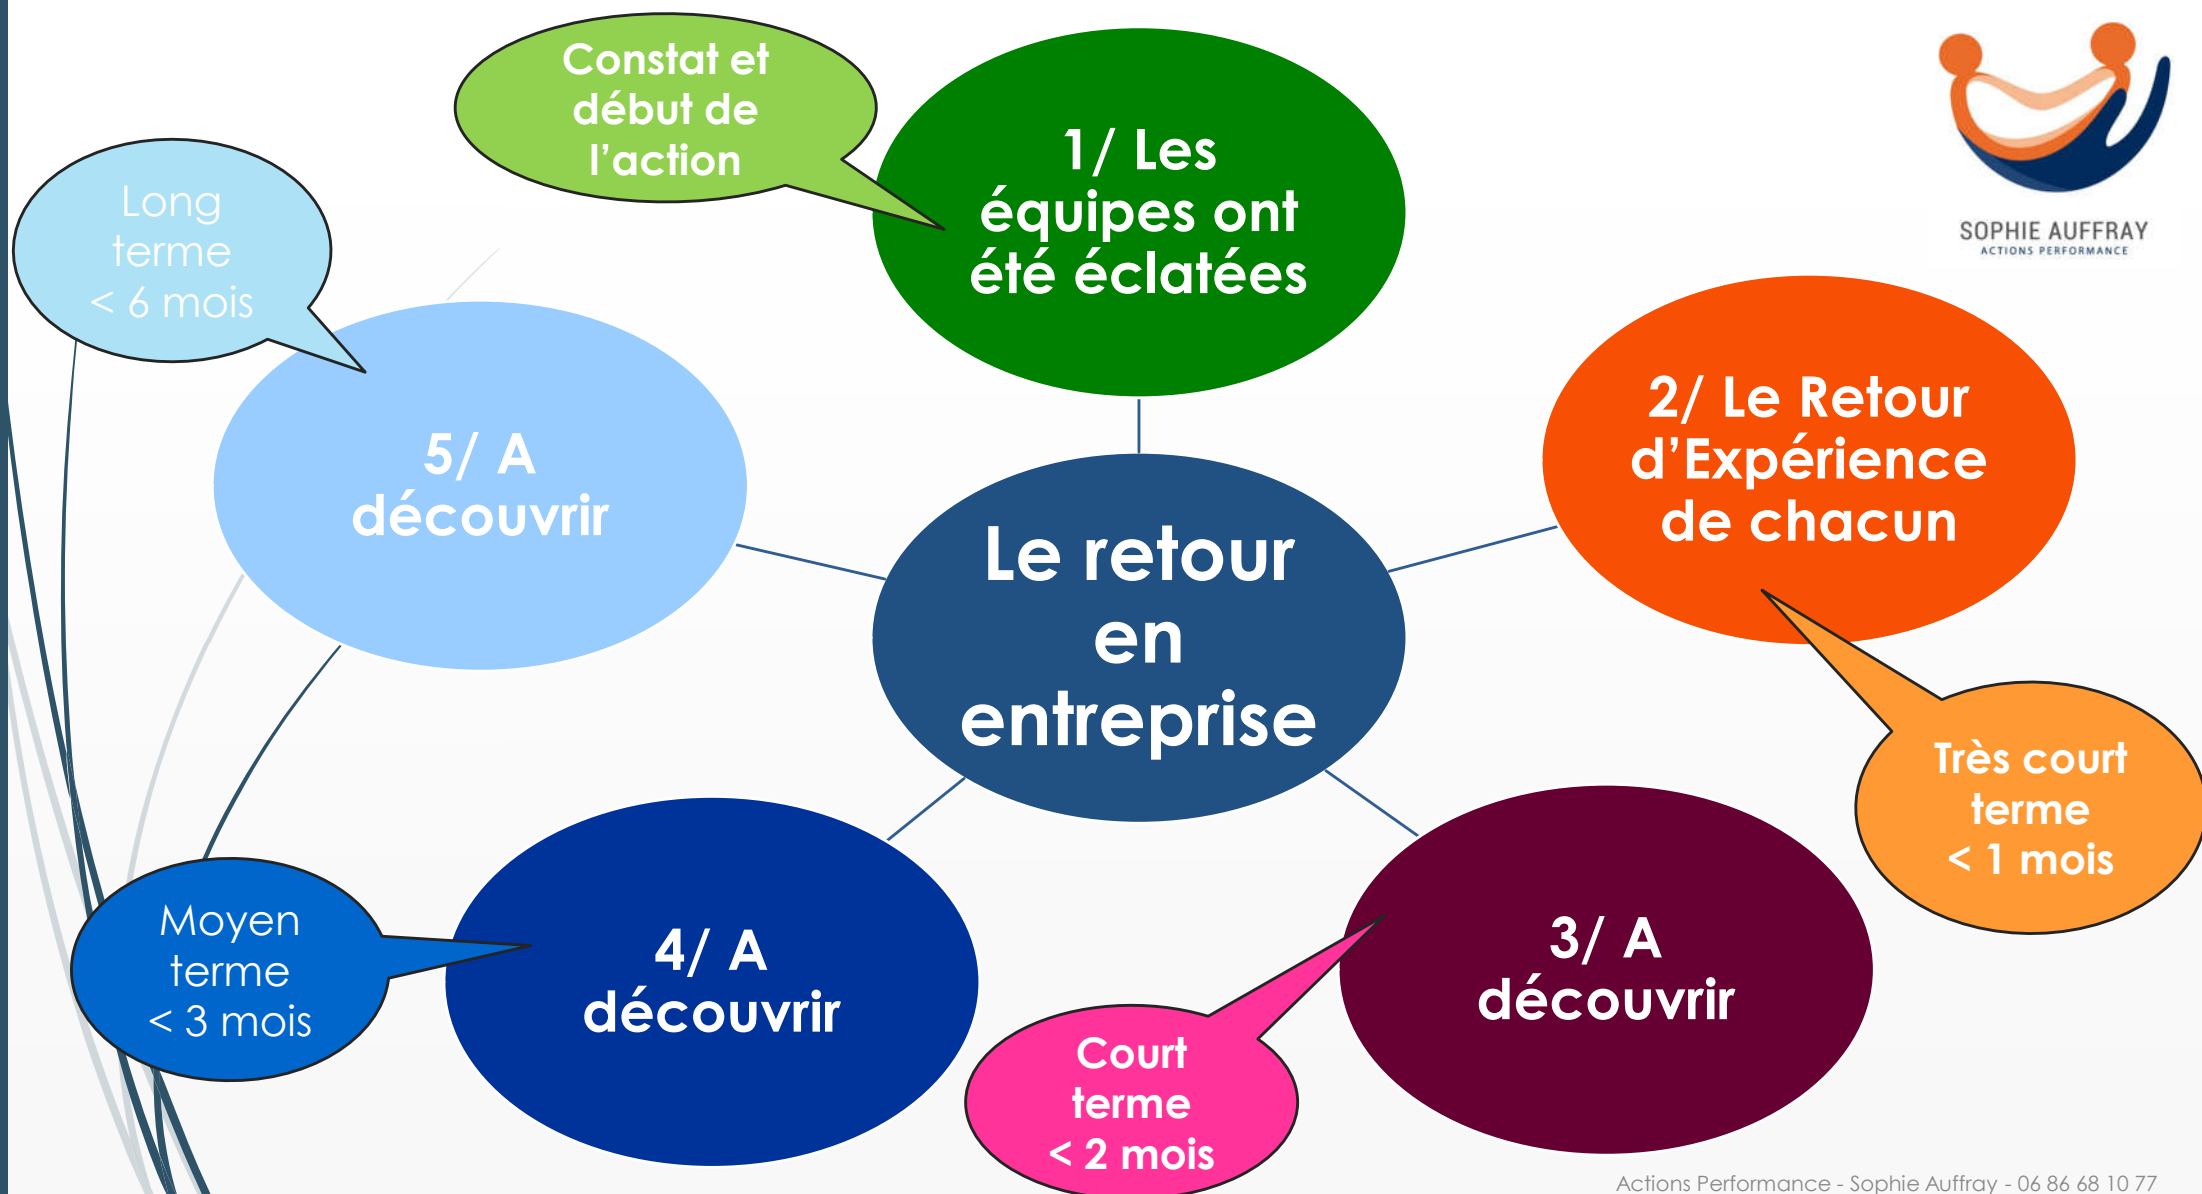 Constat et
début de
l’action
1/ Les
équipes ont
été éclatées
SOPHIE AUFFRAY
ACTIONS PERFORMANCE
Long
terme
< 6 mois
5/ A
découvrir
2/ Le Retour
d’Expérience
de chacun
Le retour
en
entreprise
Très court
terme
< 1 mois
Moyen
terme
< 3 mois
4/ A
découvrir
3/ A
découvrir
Court
terme
< 2 mois
Actions Performance - Sophie Auffray - 06 86 68 10 77